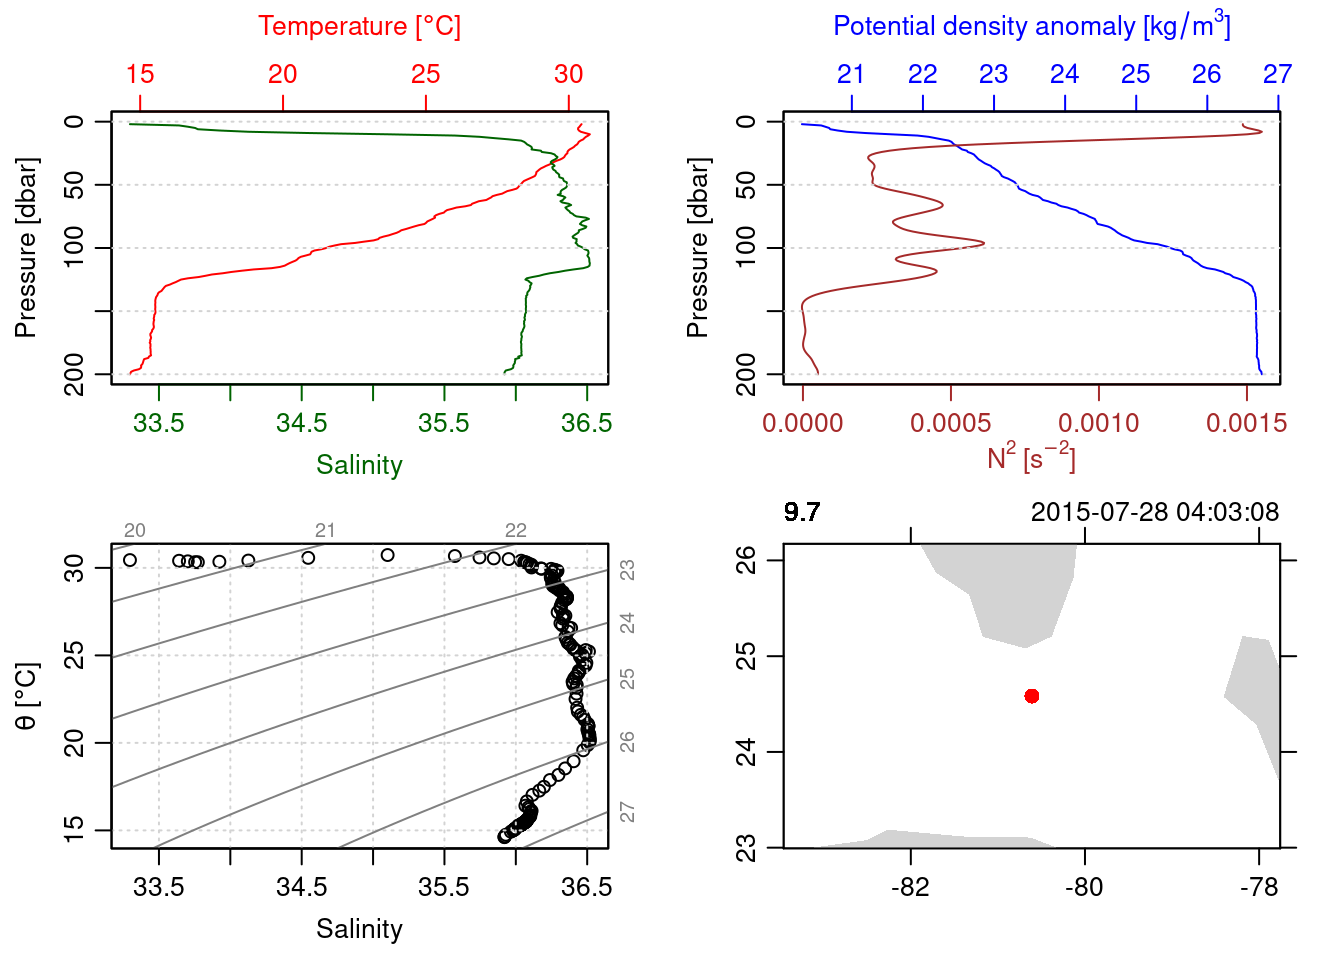 Temperature [°C]
15 20 25 30
0
50
100
200
Pressure [dbar]
33.5 34.5 35.5 36.5
Salinity
Potential density anomaly [kg/m³]
21 22 23 24 25 26 27
0
50
100
200
Pressure [dbar]
0.0000 0.0005 0.0010 0.0015
N² [s⁻²]
20 21 22
23
24
25
26
27
30
25
20
15
θ [°C]
33.5 34.5 35.5 36.5
Salinity
9.7 2015-07-28 04:03:08
26
25
24
23
-82 -80 -78